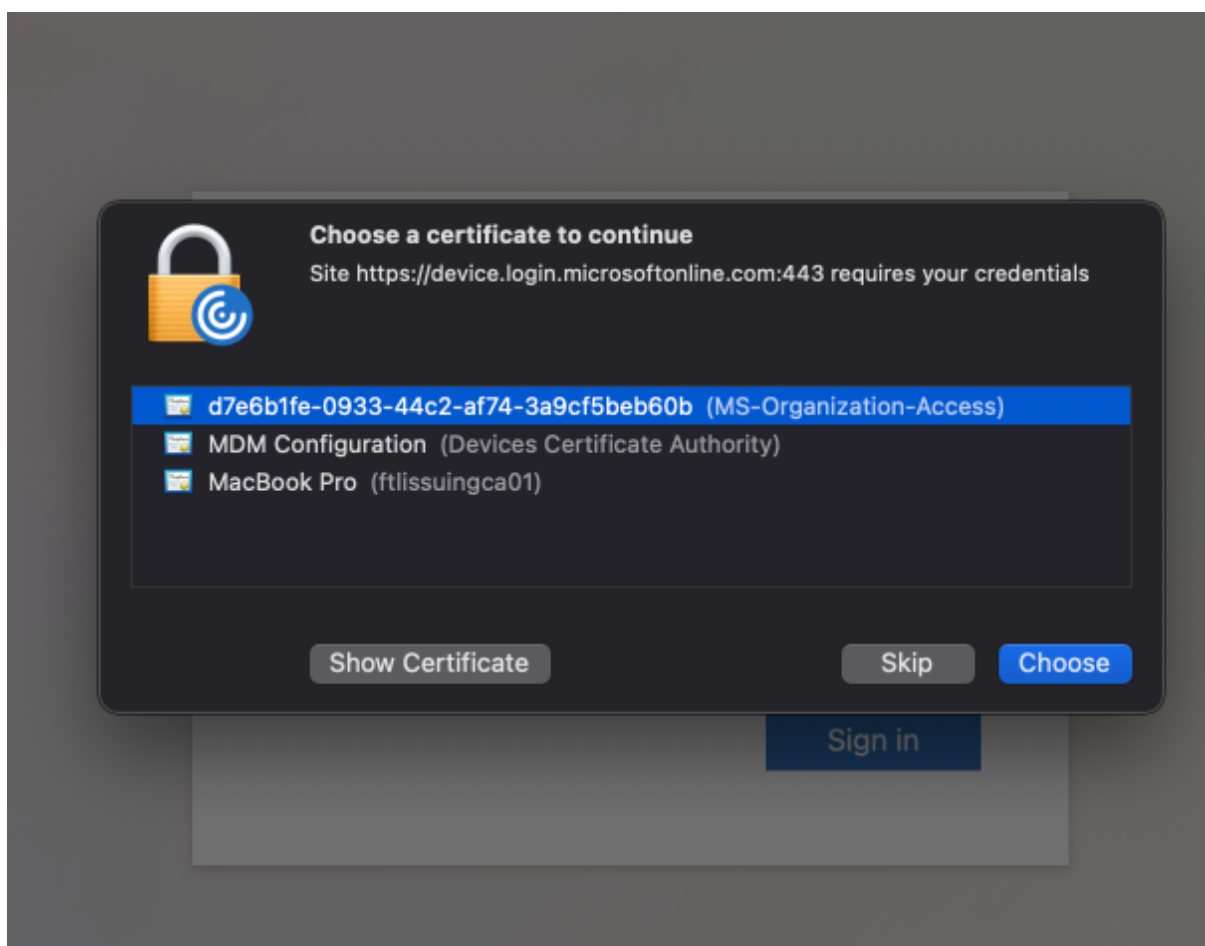 Choose a certificate to continue
Site https://device.login.microsoftonline.com:443 requires your credentials
d7e6b1fe-0933-44c2-af74-3a9cf5beb60b (MS-Organization-Access)
MDM Configuration (Devices Certificate Authority)
MacBook Pro (ftlissuingca01)
Show Certificate
Skip
Choose
Sign in